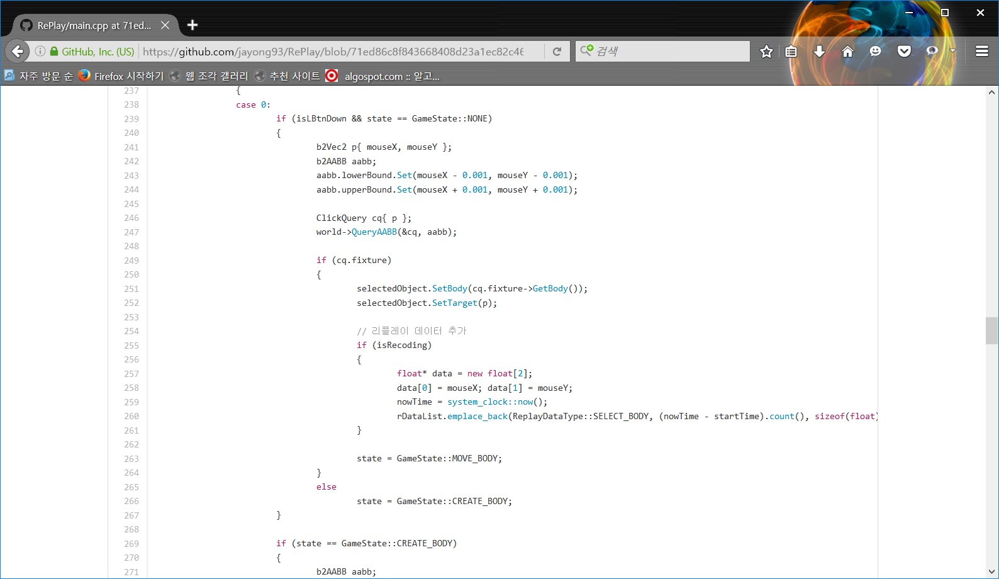 RePlay/main.cpp at 71ed...
GitHub, Inc. (US) https://github.com/jayong93/RePlay/blob/71ed86c8f843668408d23a1ec82c46 검색
자주 방문 순 Firefox 시작하기 웹 조각 갤러리 추천 사이트 algospot.com :: 알고...
237 {
238 case 0:
239 if (isLBtnDown && state == GameState::NONE)
240 {
241 b2Vec2 p{ mouseX, mouseY };
242 b2AABB aabb;
243 aabb.lowerBound.Set(mouseX - 0.001, mouseY - 0.001);
244 aabb.upperBound.Set(mouseX + 0.001, mouseY + 0.001);
245
246 ClickQuery cq{ p };
247 world->QueryAABB(&cq, aabb);
248
249 if (cq.fixture)
250 {
251 selectedObject.SetBody(cq.fixture->GetBody());
252 selectedObject.SetTarget(p);
253
254 // 리플레이 데이터 추가
255 if (isRecoding)
256 {
257 float* data = new float[2];
258 data[0] = mouseX; data[1] = mouseY;
259 nowTime = system_clock::now();
260 rDataList.emplace_back(ReplayDataType::SELECT_BODY, (nowTime - startTime).count(), sizeof(float)
261 }
262
263 state = GameState::MOVE_BODY;
264 }
265 else
266 state = GameState::CREATE_BODY;
267 }
268
269 if (state == GameState::CREATE_BODY)
270 {
271 b2AABB aabb;